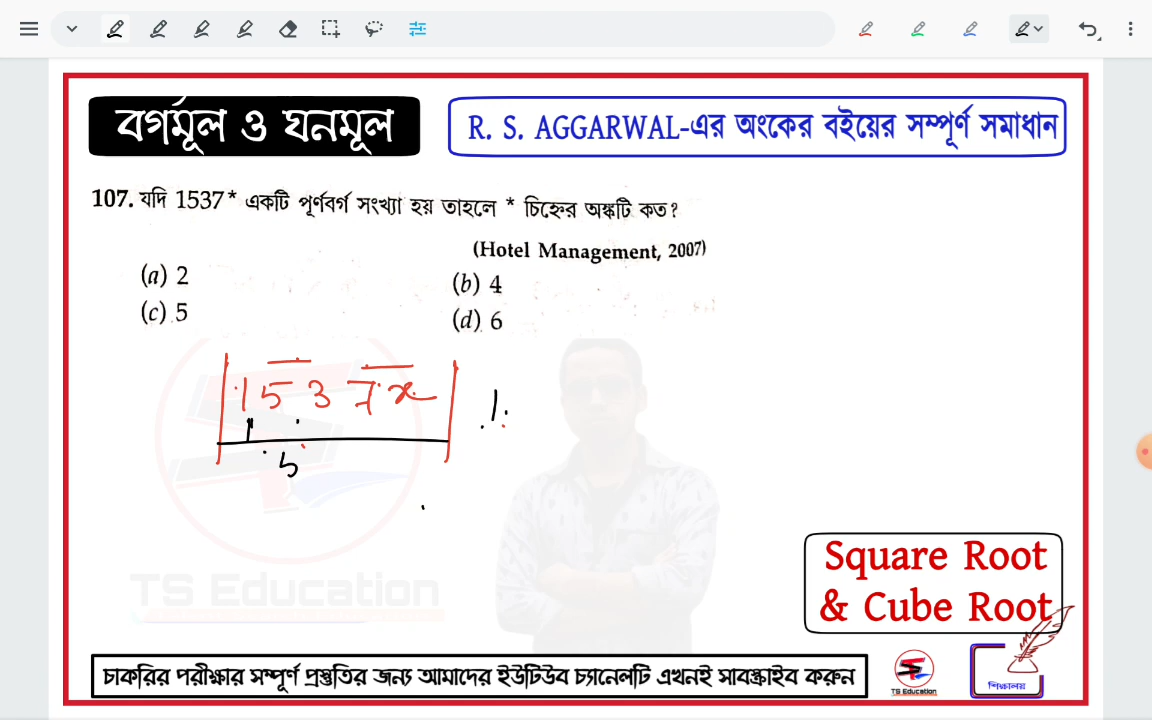 বর্গমূল ও ঘনমূল
R. S. AGGARWAL-এর অংকের বইয়ের সম্পূর্ণ সমাধান
107. যদি 1537* একটি পূর্ণবর্গ সংখ্যা হয় তাহলে * চিহ্নের অঙ্কটি কত?
(Hotel Management, 2007)
(a) 2
(b) 4
(c) 5
(d) 6
1 5 3 7 x
1
1
5
TS Education
Square Root
& Cube Root
চাকরির পরীক্ষার সম্পূর্ণ প্রস্তুতির জন্য আমাদের ইউটিউব চ্যানেলটি এখনই সাবস্ক্রাইব করুন
TS Education
শিক্ষালয়